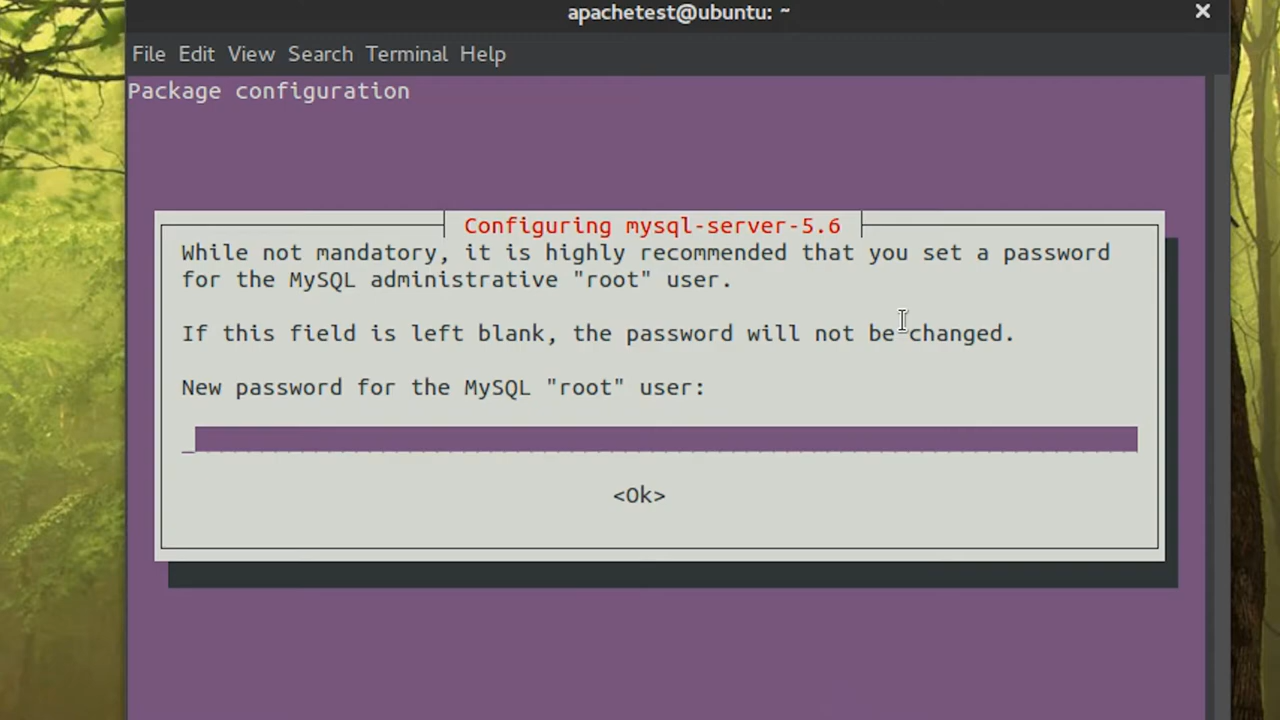 apachetest@ubuntu: ~
File Edit View Search Terminal Help
Package configuration
Configuring mysql-server-5.6
While not mandatory, it is highly recommended that you set a password
for the MySQL administrative "root" user.
If this field is left blank, the password will not be changed.
New password for the MySQL "root" user:
<Ok>